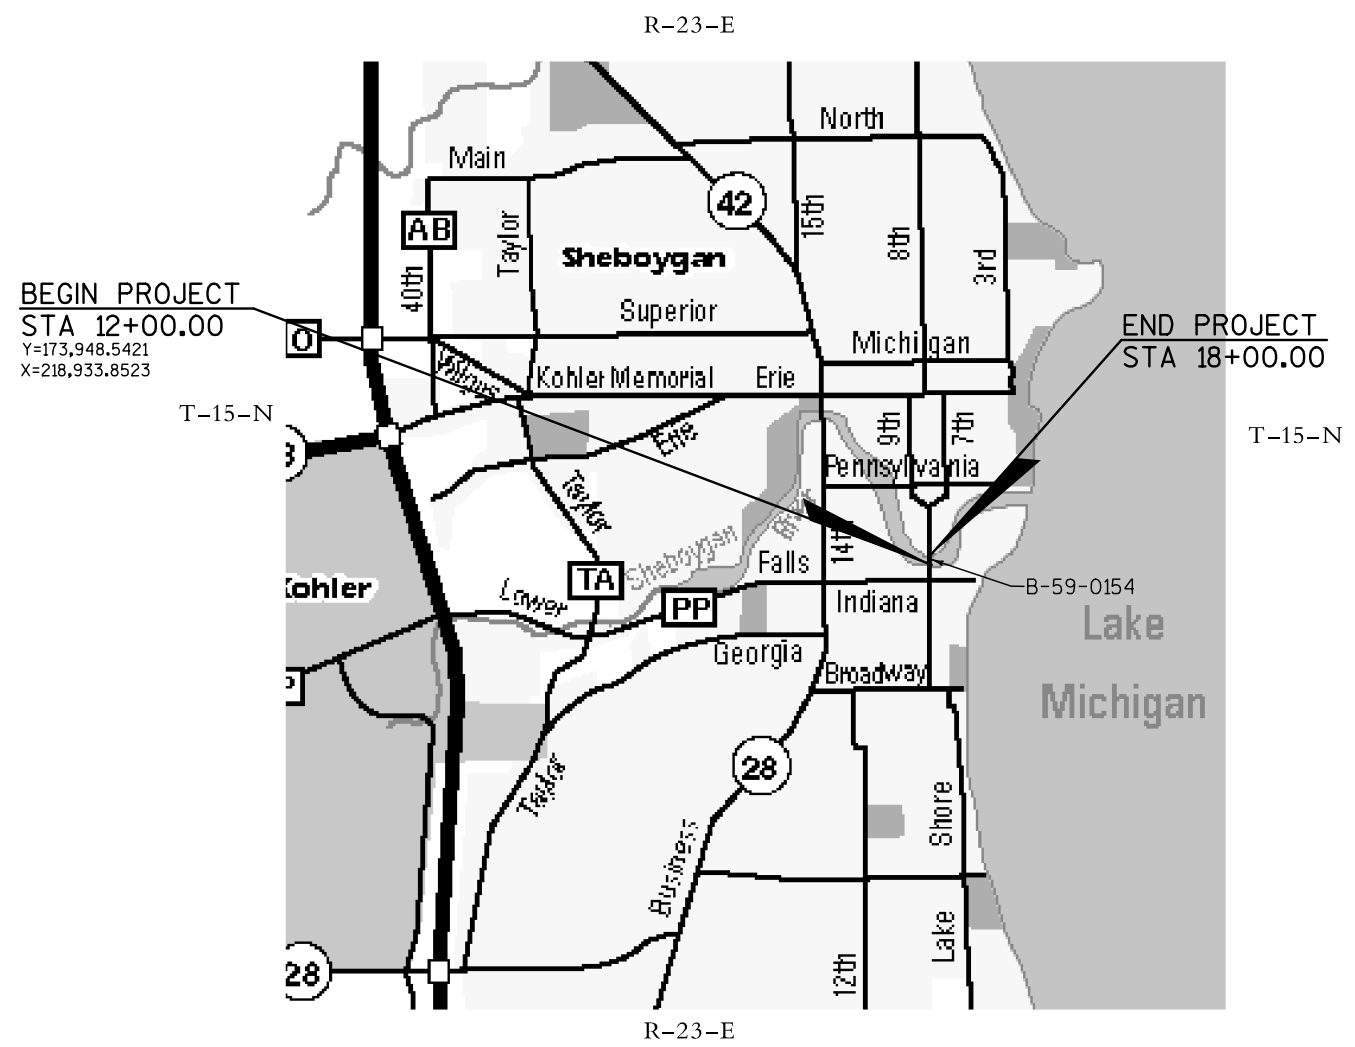 R-23-E
North
Main
42
15th
AB
Taylor
8th
Sheboygan
3rd
40th
BEGIN PROJECT
STA 12+00.00
Y=173,948.5421
X=218,933.8523
Superior
END PROJECT
STA 18+00.00
O
Michigan
Willow
Kohler Memorial
Erie
T-15-N
9th
7th
T-15-N
Erie
Pennsylvania
Taylor
River
14th
Sheboygan
Falls
TA
B-59-0154
Kohler
Lower
PP
Indiana
Lake
Michigan
Georgia
Broadway
P
28
Taylor
Shore
Business
Lake
12th
28
R-23-E